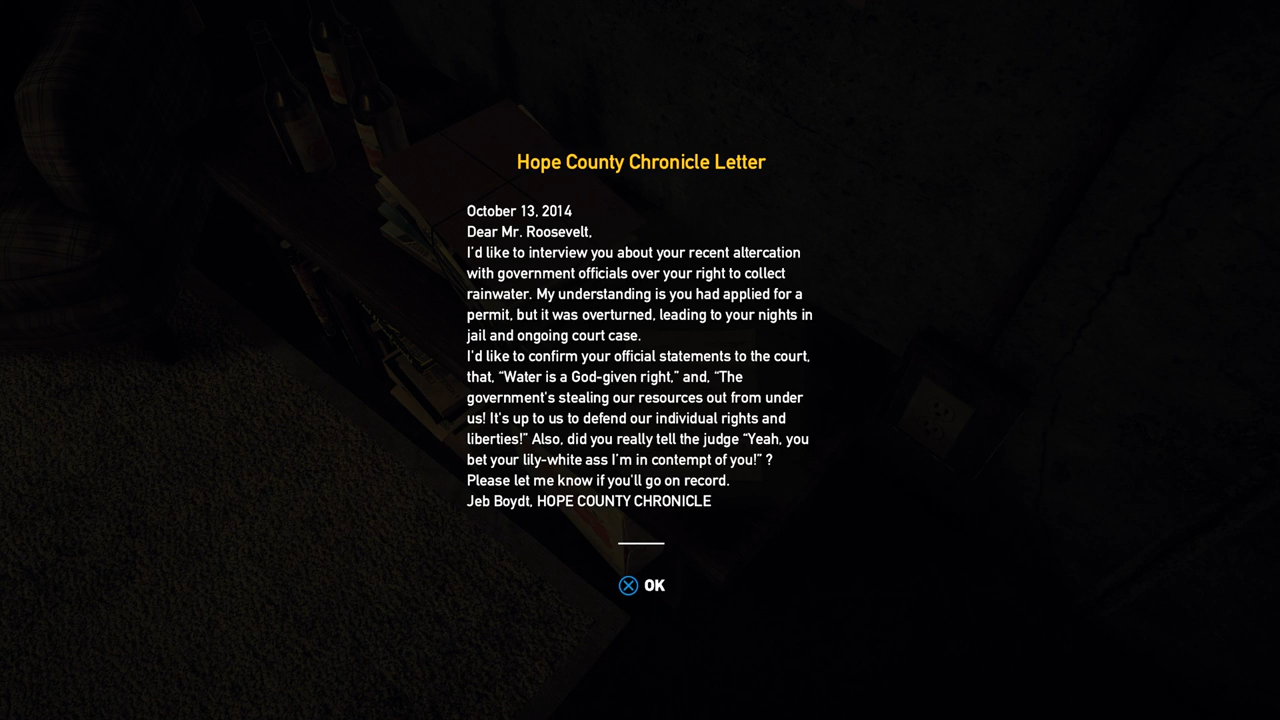 Hope County Chronicle Letter
October 13, 2014
Dear Mr. Roosevelt,
I'd like to interview you about your recent altercation
with government officials over your right to collect
rainwater. My understanding is you had applied for a
permit, but it was overturned, leading to your nights in
jail and ongoing court case.
I'd like to confirm your official statements to the court,
that, “Water is a God-given right,” and, “The
government's stealing our resources out from under
us! It's up to us to defend our individual rights and
liberties!” Also, did you really tell the judge “Yeah, you
bet your lily-white ass I'm in contempt of you!” ?
Please let me know if you'll go on record.
Jeb Boydt, HOPE COUNTY CHRONICLE
OK